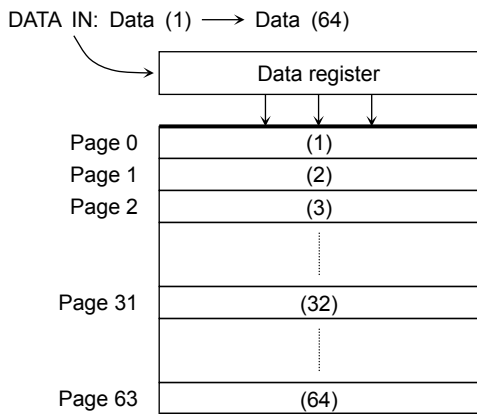 DATA IN: Data (1) ⟶ Data (64)
Data register
Page 0 (1)
Page 1 (2)
Page 2 (3)
Page 31 (32)
Page 63 (64)